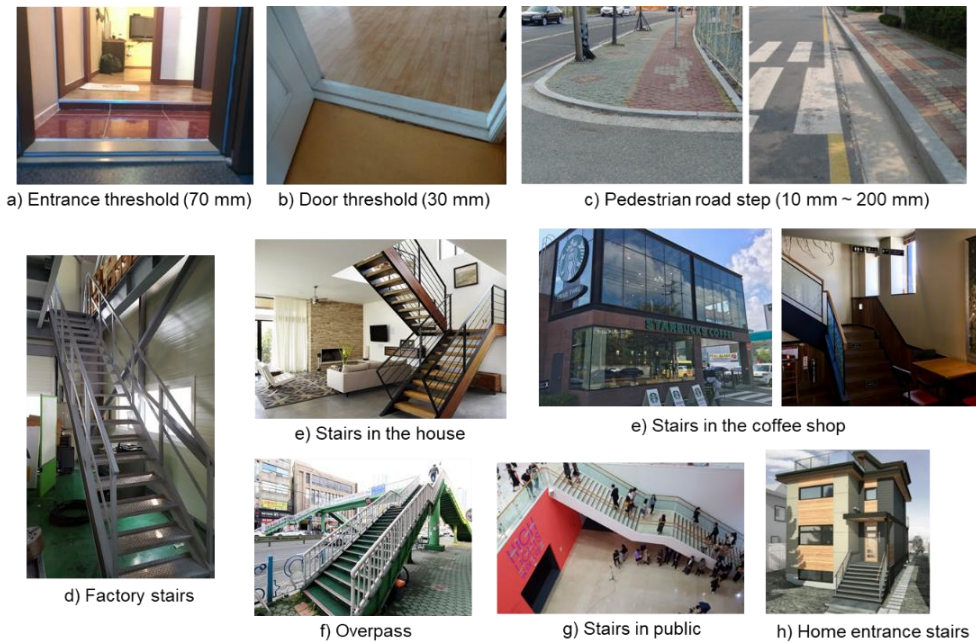 a) Entrance threshold (70 mm)
b) Door threshold (30 mm)
c) Pedestrian road step (10 mm ~ 200 mm)
STARBUCKS COFFEE
e) Stairs in the house
e) Stairs in the coffee shop
d) Factory stairs
f) Overpass
g) Stairs in public
h) Home entrance stairs